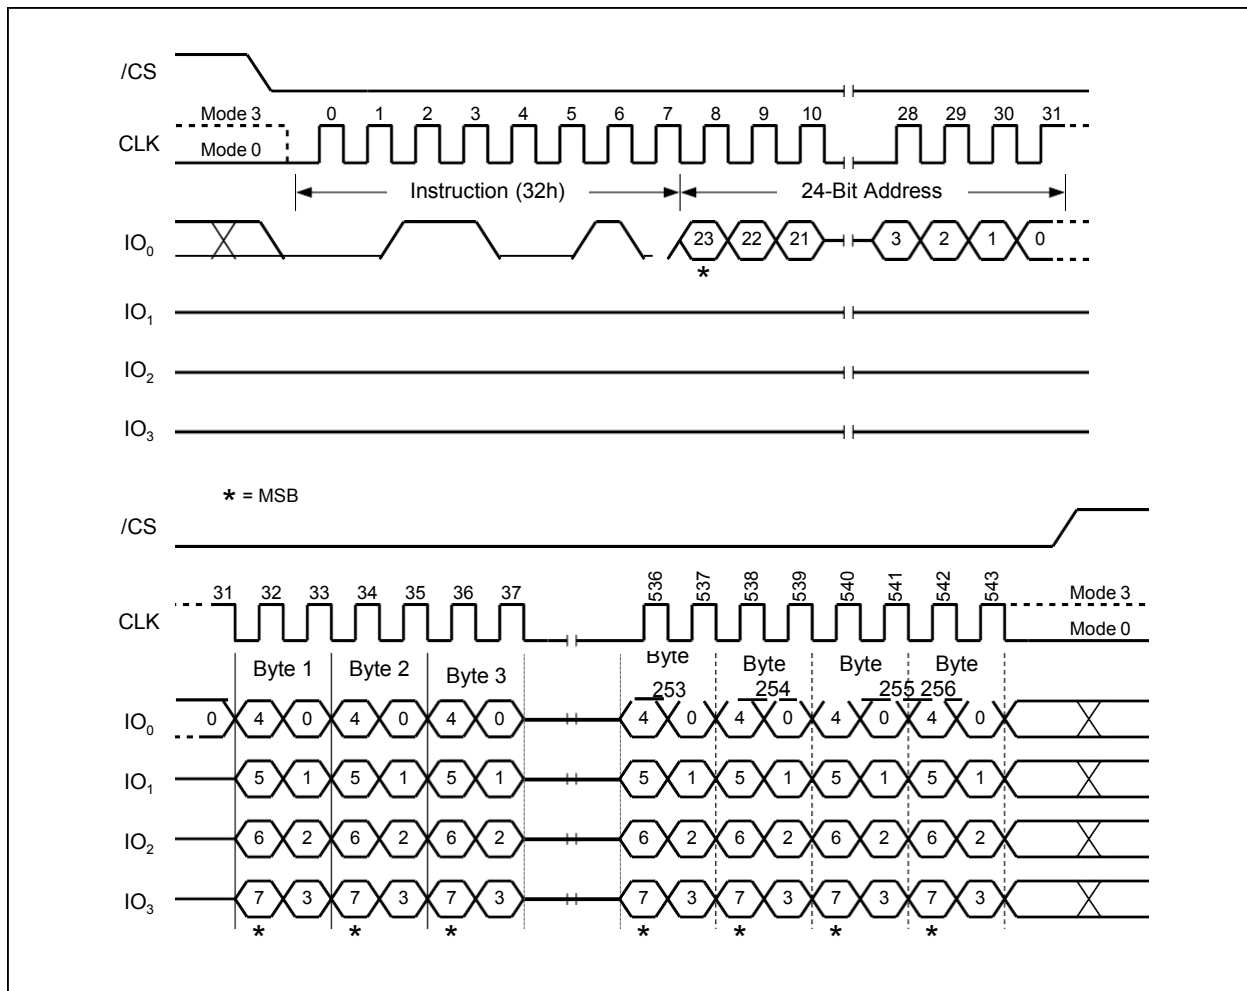 /CS
Mode 3 0 1 2 3 4 5 6 7 8 9 10 28 29 30 31
CLK
Mode 0
Instruction (32h) 24-Bit Address
IO0 23 22 21 3 2 1 0
*
IO1
IO2
IO3
* = MSB
/CS
31 32 33 34 35 36 37 536 537 538 539 540 541 542 543 Mode 3
CLK
Mode 0
Byte 1 Byte 2 Byte 3 Byte Byte Byte Byte
253 254 255 256
IO0 0 4 0 4 0 4 0 4 0 4 0 4 0 4 0
IO1 5 1 5 1 5 1 5 1 5 1 5 1 5 1
IO2 6 2 6 2 6 2 6 2 6 2 6 2 6 2
IO3 7 3 7 3 7 3 7 3 7 3 7 3 7 3
* * * * * * *